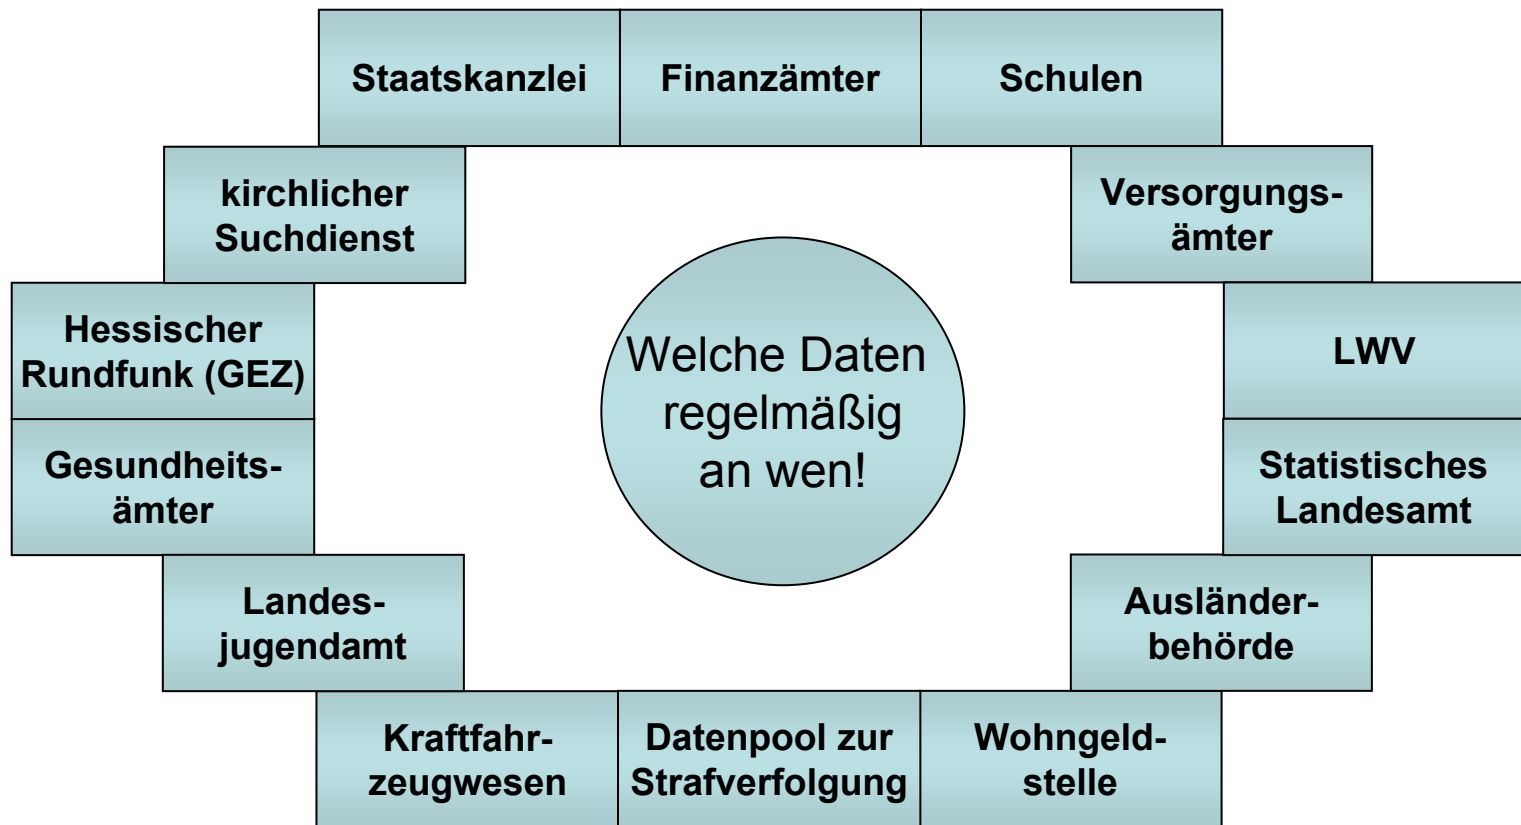 Staatskanzlei
Finanzämter
Schulen
kirchlicher
Suchdienst
Versorgungs-
ämter
Hessischer
Rundfunk (GEZ)
Welche Daten
regelmäßig
an wen!
LWV
Gesundheits-
ämter
Statistisches
Landesamt
Landes-
jugendamt
Ausländer-
behörde
Kraftfahr-
zeugwesen
Datenpool zur
Strafverfolgung
Wohngeld-
stelle